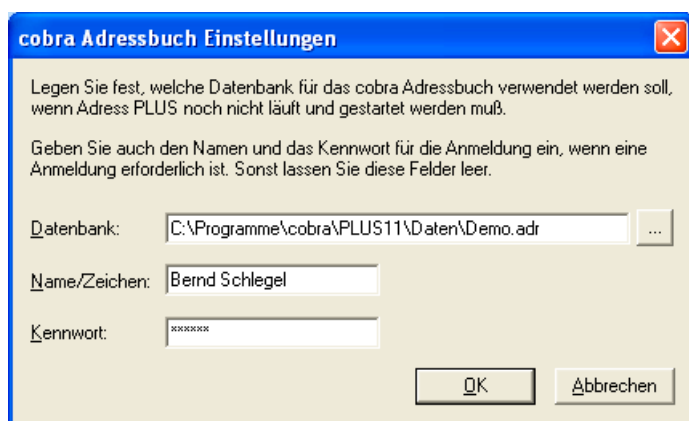 cobra Adressbuch Einstellungen
Legen Sie fest, welche Datenbank für das cobra Adressbuch verwendet werden soll,
wenn Adress PLUS noch nicht läuft und gestartet werden muß.
Geben Sie auch den Namen und das Kennwort für die Anmeldung ein, wenn eine
Anmeldung erforderlich ist. Sonst lassen Sie diese Felder leer.
Datenbank: C:\Programme\cobra\PLUS11\Daten\Demo.adr ...
Name/Zeichen: Bernd Schlegel
Kennwort: ******
OK Abbrechen